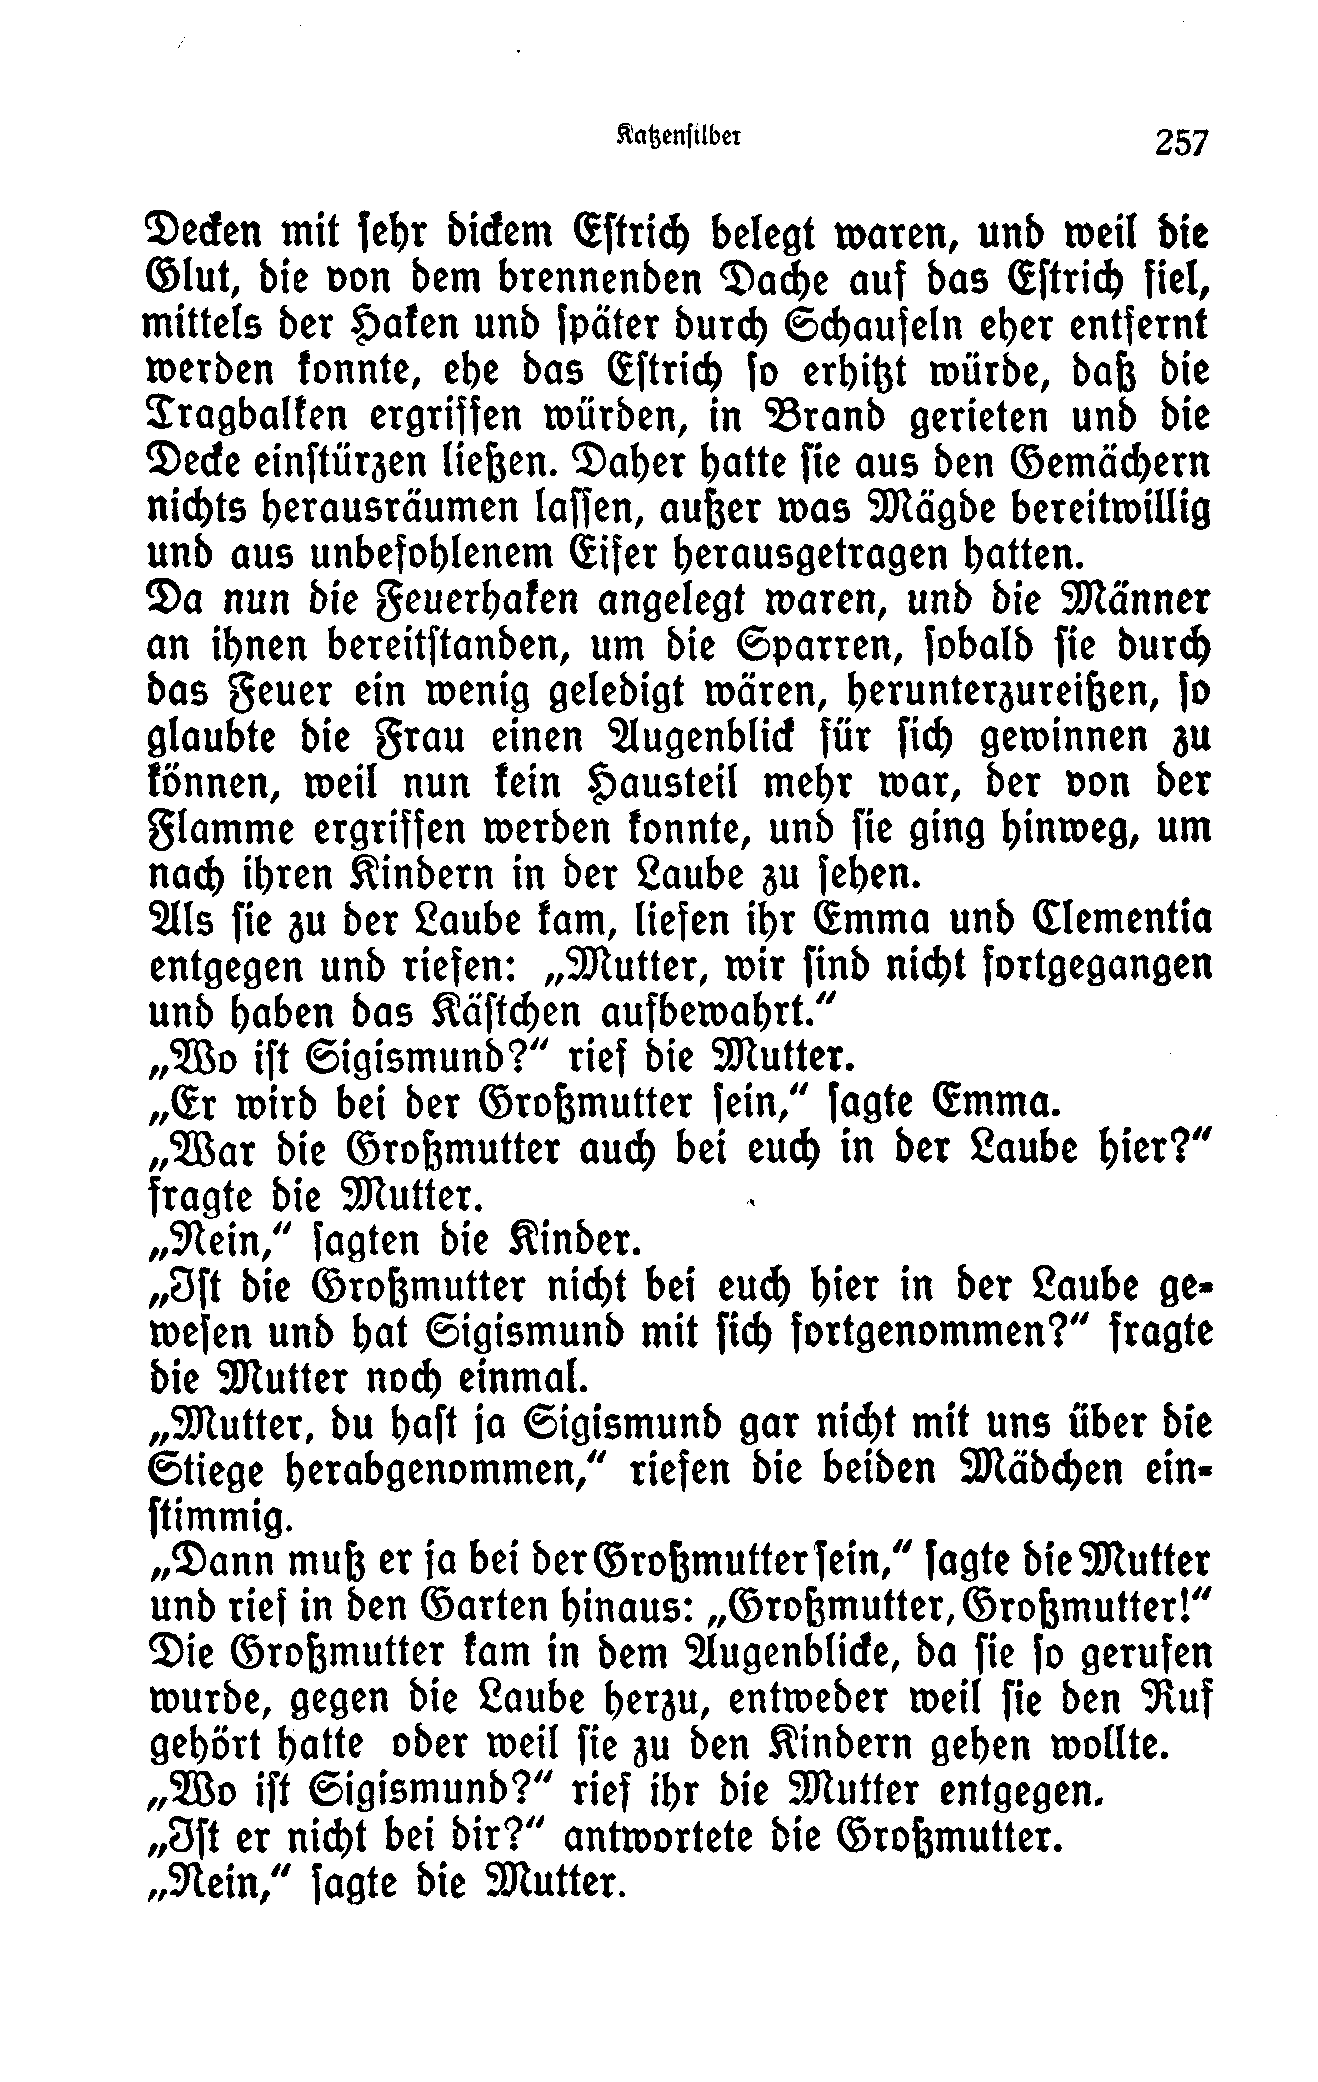 Katzensilber 257
Decken mit sehr dickem Estrich belegt waren, und weil die
Glut, die von dem brennenden Dache auf das Estrich fiel,
mittels der Haken und später durch Schaufeln eher entfernt
werden konnte, ehe das Estrich so erhitzt würde, daß die
Tragbalken ergriffen würden, in Brand gerieten und die
Decke einstürzen ließen. Daher hatte sie aus den Gemächern
nichts herausräumen lassen, außer was Mägde bereitwillig
und aus unbefohlenem Eifer herausgetragen hatten.
Da nun die Feuerhaken angelegt waren, und die Männer
an ihnen bereitstanden, um die Sparren, sobald sie durch
das Feuer ein wenig geledigt wären, herunterzureißen, so
glaubte die Frau einen Augenblick für sich gewinnen zu
können, weil nun kein Hausteil mehr war, der von der
Flamme ergriffen werden konnte, und sie ging hinweg, um
nach ihren Kindern in der Laube zu sehen.
Als sie zu der Laube kam, liefen ihr Emma und Clementia
entgegen und riefen: „Mutter, wir sind nicht fortgegangen
und haben das Kästchen aufbewahrt.“
„Wo ist Sigismund?“ rief die Mutter.
„Er wird bei der Großmutter sein,“ sagte Emma.
„War die Großmutter auch bei euch in der Laube hier?“
fragte die Mutter.
„Nein,“ sagten die Kinder.
„Ist die Großmutter nicht bei euch hier in der Laube ge-
wesen und hat Sigismund mit sich fortgenommen?“ fragte
die Mutter noch einmal.
„Mutter, du hast ja Sigismund gar nicht mit uns über die
Stiege herabgenommen,“ riefen die beiden Mädchen ein-
stimmig.
„Dann muß er ja bei der Großmutter sein,“ sagte die Mutter
und rief in den Garten hinaus: „Großmutter, Großmutter!“
Die Großmutter kam in dem Augenblicke, da sie so gerufen
wurde, gegen die Laube herzu, entweder weil sie den Ruf
gehört hatte oder weil sie zu den Kindern gehen wollte.
„Wo ist Sigismund?“ rief ihr die Mutter entgegen.
„Ist er nicht bei dir?“ antwortete die Großmutter.
„Nein,“ sagte die Mutter.